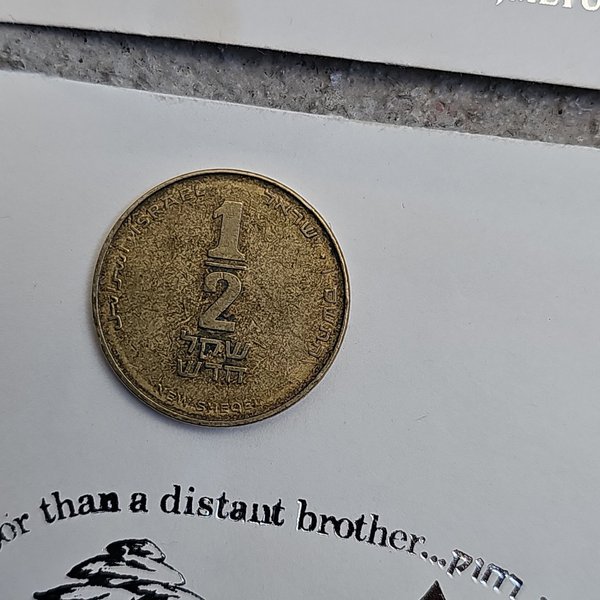 ISRAEL
ישראל
1
2
שקל
חדש
NEW SHEQEL
or than a distant brother...